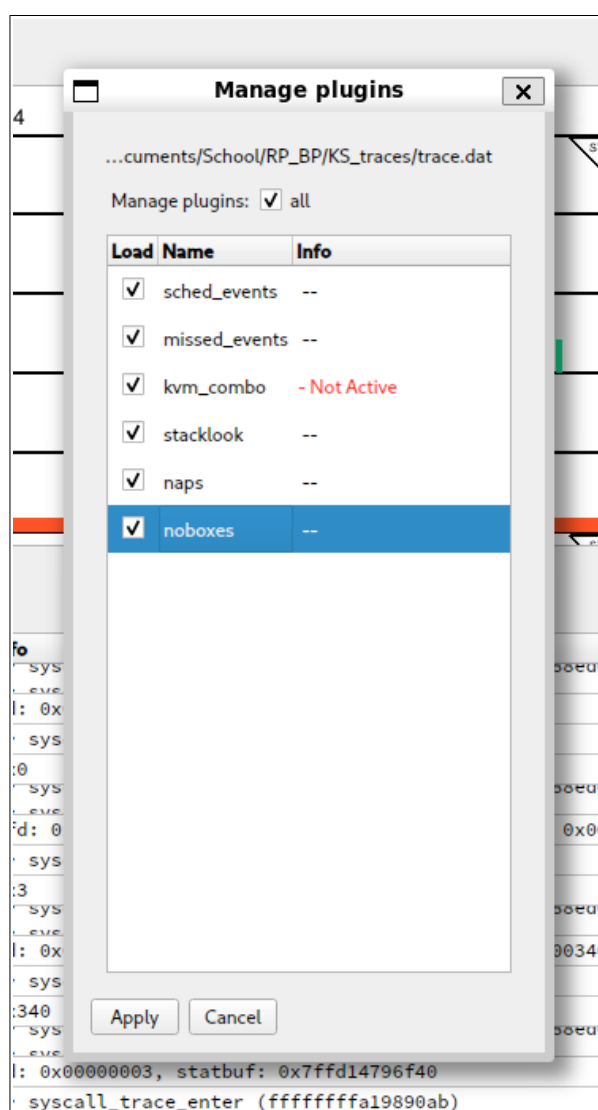 Manage plugins
4
...cuments/School/RP_BP/KS_traces/trace.dat
Manage plugins: all
Load Name Info
sched_events --
missed_events --
kvm_combo - Not Active
stacklook --
naps --
noboxes --
fo
sys
d: 0x
sys
:0
sys
fd: 0 0x0
sys
:3
sys
d: 0x 0034
sys
:340
sys
Apply Cancel
d: 0x00000003, statbuf: 0x7ffd14796f40
syscall_trace_enter (ffffffffa19890ab)